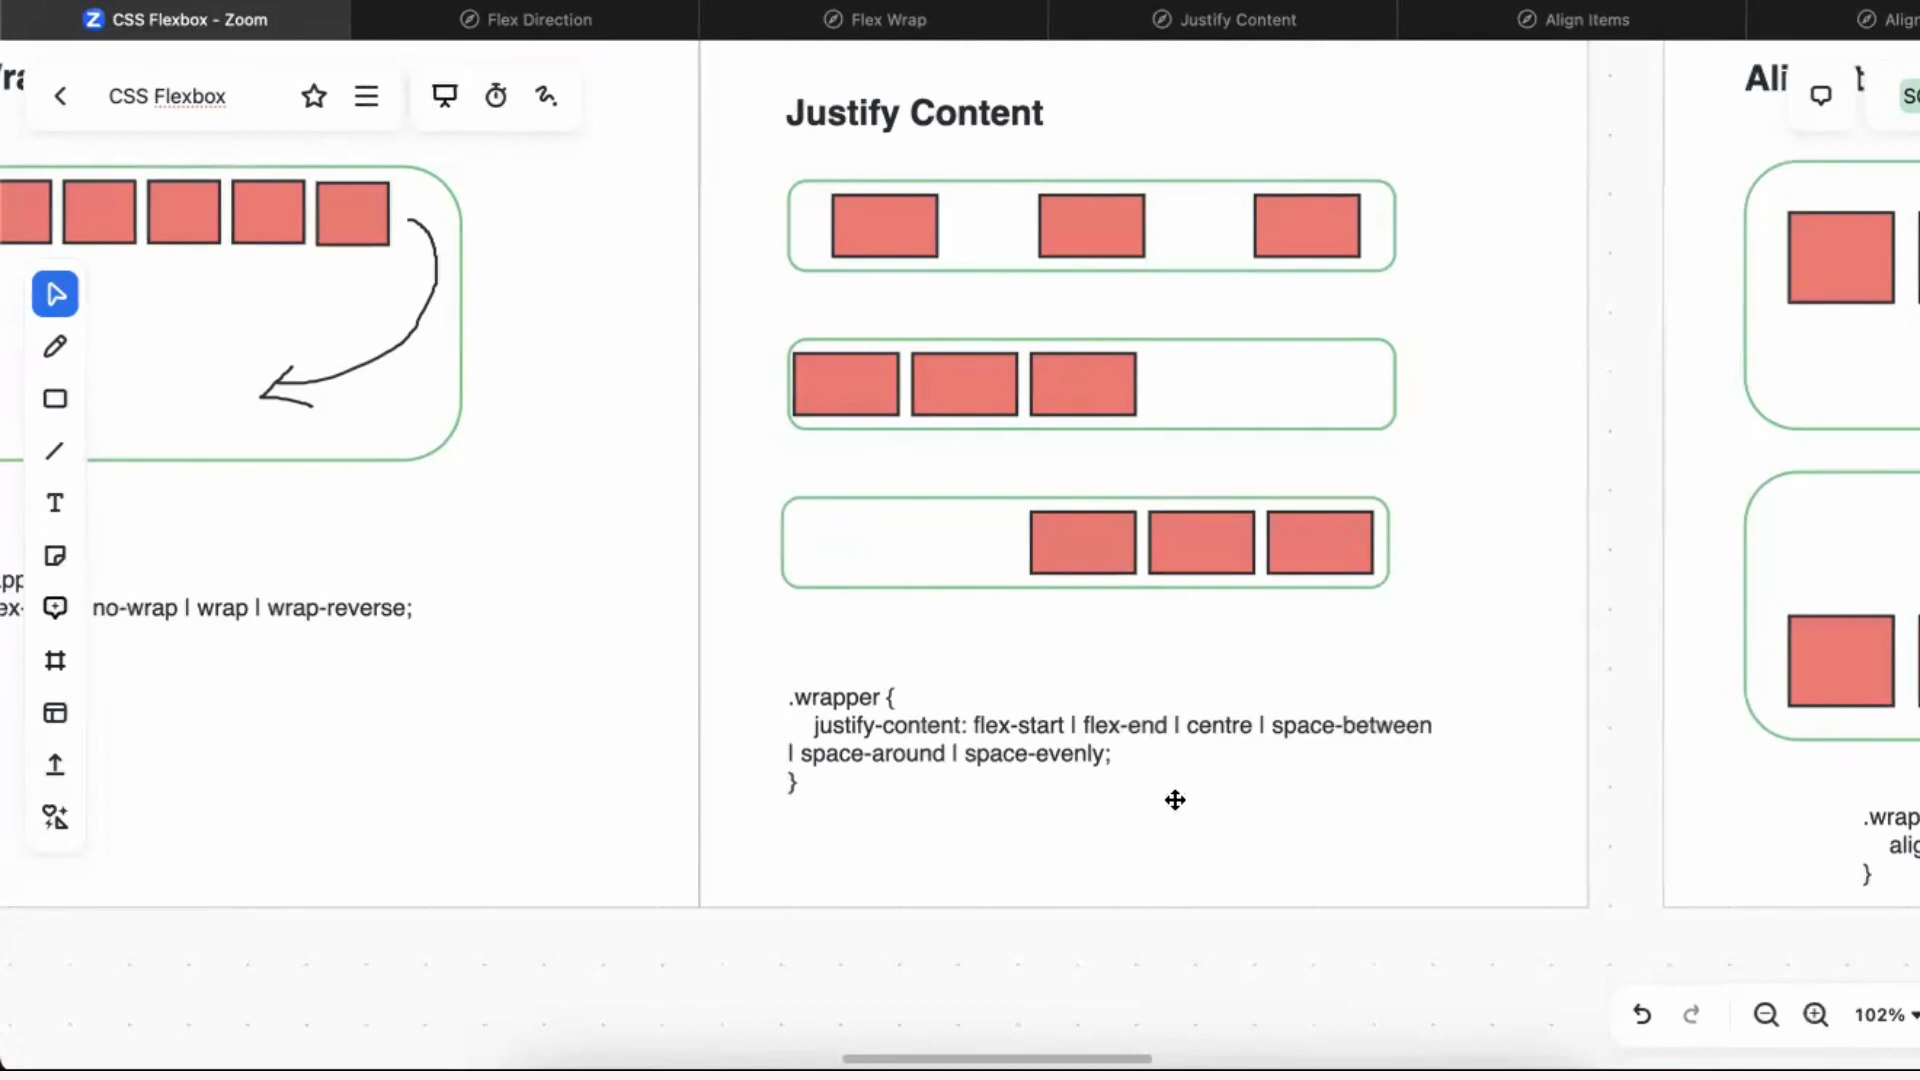 CSS Flexbox - Zoom
Flex Direction
Flex Wrap
Justify Content
Align Items
CSS Flexbox
Justify Content
no-wrap | wrap | wrap-reverse;
.wrapper {
justify-content: flex-start | flex-end | centre | space-between
| space-around | space-evenly;
}
}
102%